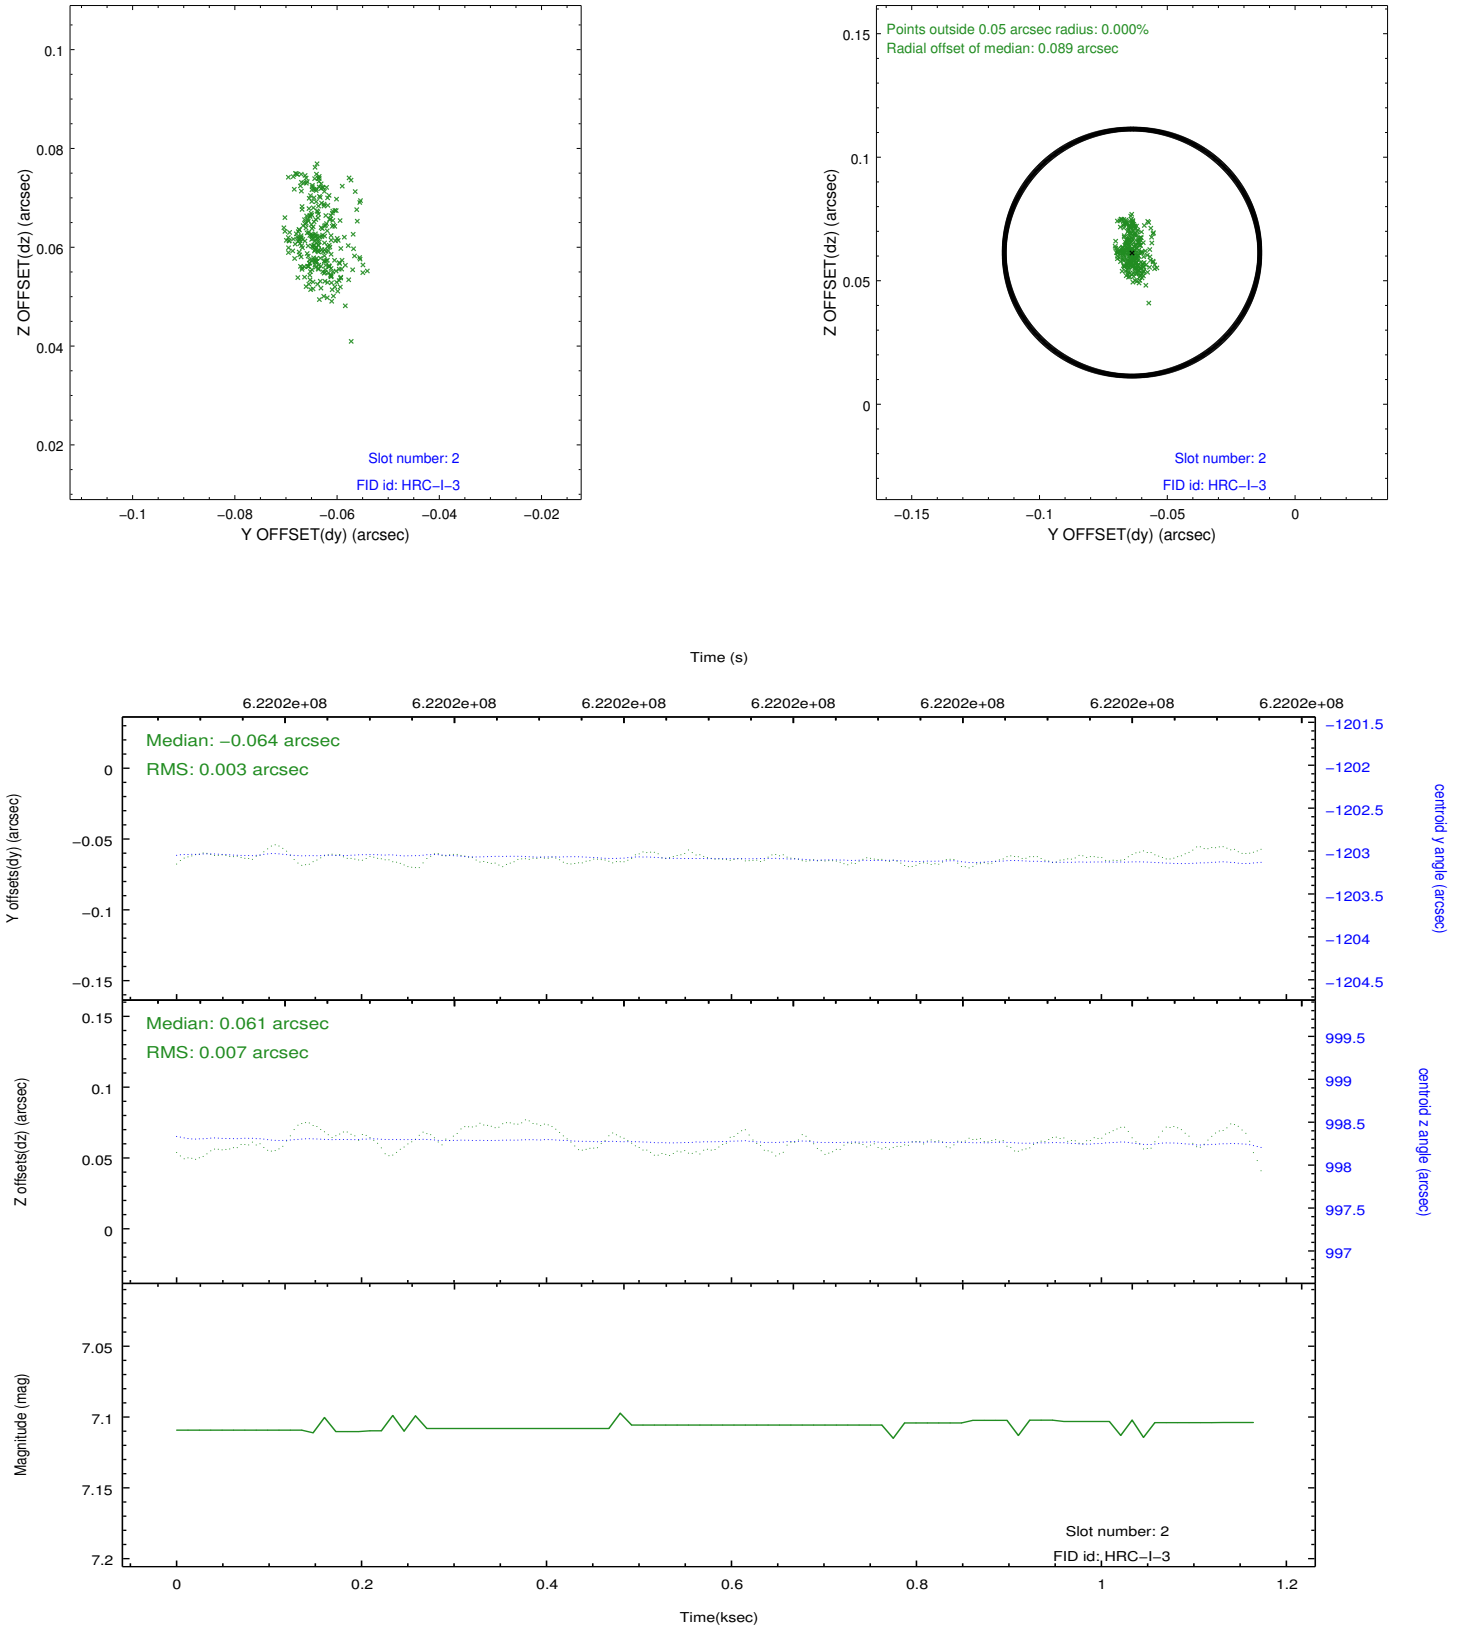 0.1
0.08
0.06
0.04
0.02
Z OFFSET(dz) (arcsec)
Slot number: 2
FID id: HRC−I−3
−0.1 −0.08 −0.06 −0.04 −0.02
Y OFFSET(dy) (arcsec)
Points outside 0.05 arcsec radius: 0.000%
Radial offset of median: 0.089 arcsec
0.15
0.1
0.05
0
Z OFFSET(dz) (arcsec)
Slot number: 2
FID id: HRC−I−3
−0.15 −0.1 −0.05 0
Y OFFSET(dy) (arcsec)
Time (s)
6.2202e+08 6.2202e+08 6.2202e+08 6.2202e+08 6.2202e+08 6.2202e+08 6.2202e+08
Median: −0.064 arcsec
RMS: 0.003 arcsec
0
−0.05
−0.1
−0.15
Y offsets(dy) (arcsec)
−1201.5
−1202
−1202.5
−1203
−1203.5
−1204
−1204.5
centroid y angle (arcsec)
Median: 0.061 arcsec
RMS: 0.007 arcsec
0.15
0.1
0.05
0
Z offsets(dz) (arcsec)
999.5
999
998.5
998
997.5
997
centroid z angle (arcsec)
7.05
7.1
7.15
7.2
Magnitude (mag)
Slot number: 2
FID id: HRC−I−3
0 0.2 0.4 0.6 0.8 1 1.2
Time(ksec)